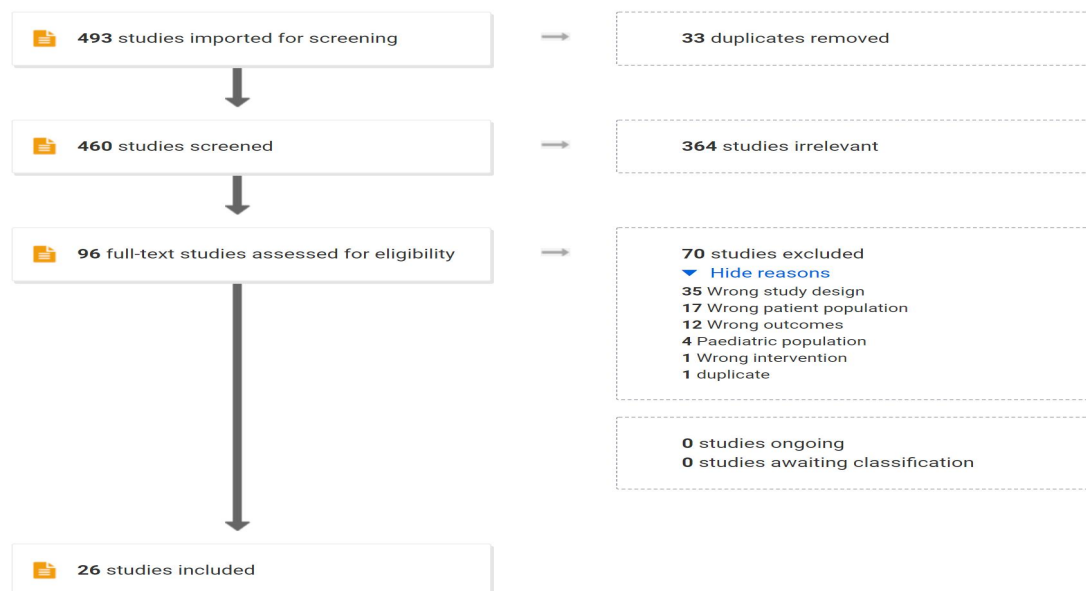 493 studies imported for screening
33 duplicates removed
460 studies screened
364 studies irrelevant
96 full-text studies assessed for eligibility
70 studies excluded
Hide reasons
35 Wrong study design
17 Wrong patient population
12 Wrong outcomes
4 Paediatric population
1 Wrong intervention
1 duplicate
0 studies ongoing
0 studies awaiting classification
26 studies included